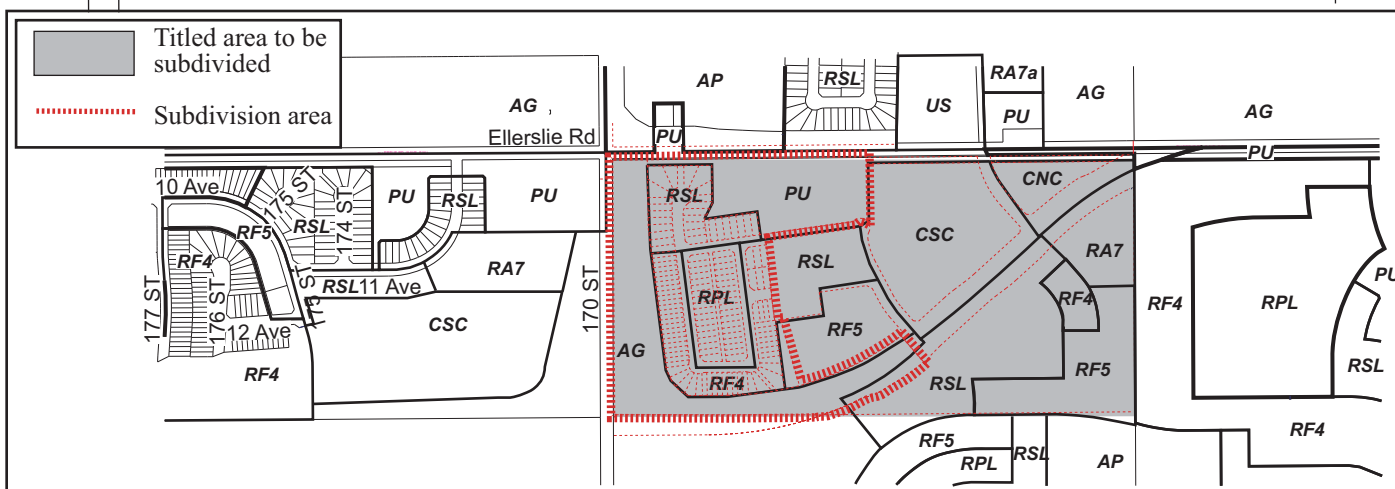 Titled area to be
subdivided
Subdivision area
AG ,
Ellerslie Rd
AP
PU
RSL
US
RA7a
PU
AG
AG
PU
10 Ave
175 ST
RSL
174 ST
PU
RSL
PU
RF5
RF4
177 ST
176 ST
12 Ave
175 ST
RSL
11 Ave
RA7
CSC
RF4
170 ST
RSL
PU
RPL
RSL
RF5
RF4
AG
CSC
CNC
RA7
RF4
RF5
RSL
RF4
RPL
PU
RSL
RF4
RF5
RPL
RSL
AP